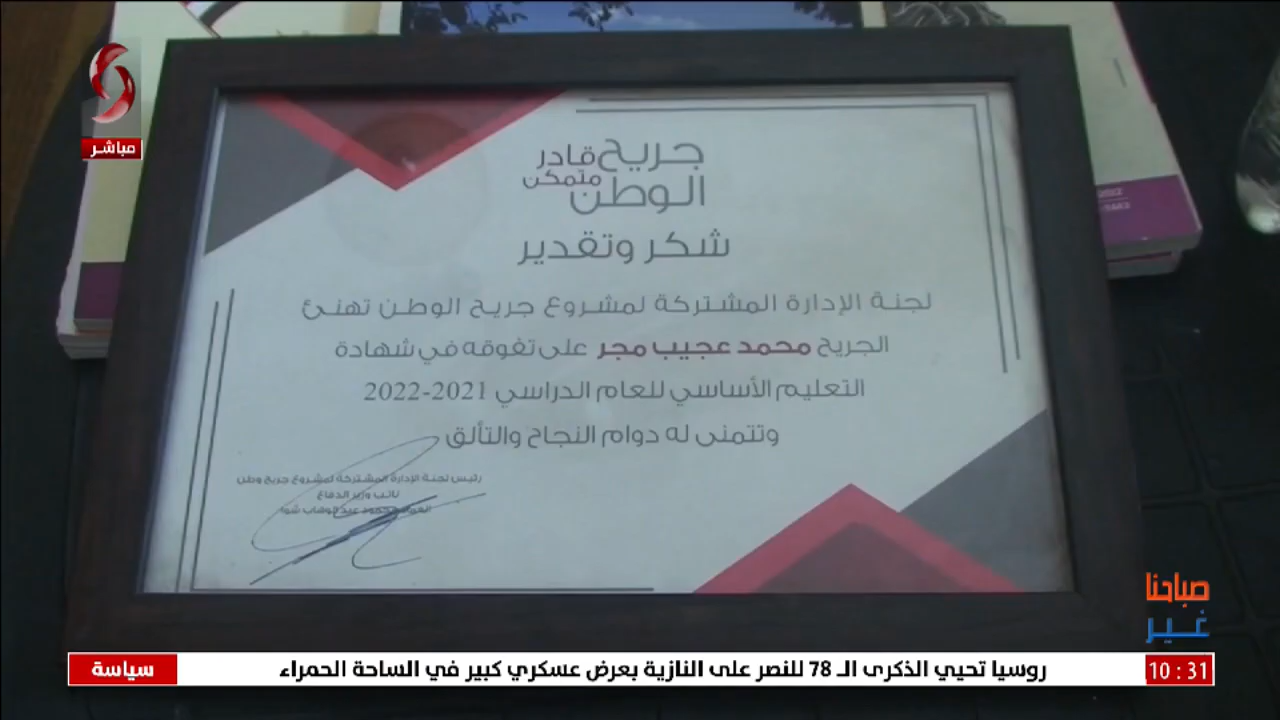 مباشر
جريح قادر
الوطن متمكن
شكر وتقدير
لجنة الإدارة المشتركة لمشروع جريح الوطن تهنئ
الجريح محمد عجيب مجر على تفوقه في شهادة
التعليم الأساسي للعام الدراسي 2021-2022
وتتمنى له دوام النجاح والتألق
رئيس لجنة الإدارة المشتركة لمشروع جريح وطن
نائب وزير الدفاع
محمود عبد الوهاب
صباحنا
غير
10:31
روسيا تحيي الذكرى الـ 78 للنصر على النازية بعرض عسكري كبير في الساحة الحمراء
سياسة